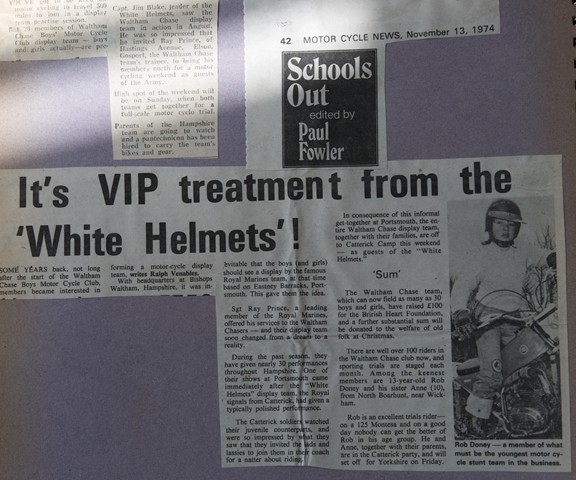 motor cycling to travel 300
miles to join in a display
team practice session.
members of Waltham
Chase Boys' Motor Cycle
Club display team — boys
and girls actually — are pre-
Capt. Jim Blake, leader of the
White Helmets, saw the
Waltham Chase display
team in action in August.
He was so impressed that
he invited Ray Prince, of
Hastings Avenue, Elson,
Gosport, the Waltham Chase
team's trainer, to bring his
members north for a motor
cycling weekend as guests
of the Army.
High spot of the weekend will
be on Sunday, when both
teams get together for a
full-scale motor cycle trial.
Parents of the Hampshire
team are going to watch
and a pantechnicon has been
hired to carry the team's
bikes and gear.
42 MOTOR CYCLE NEWS, November 13, 1974
Schools
Out
edited by
Paul
Fowler
It's VIP treatment from the
'White Helmets'!
SOME YEARS back, not long
after the start of the Waltham
Chase Boys Motor Cycle Club,
members became interested in
forming a motor-cycle display
team, writes Ralph Venables.
With headquarters at Bishops
Waltham, Hampshire, it was in-
evitable that the boys (and girls)
should see a display by the famous
Royal Marines team, at that time
based on Eastney Barracks, Port-
smouth. This gave them the idea.
Sgt Ray Prince, a leading
member of the Royal Marines,
offered his services to the Waltham
Chasers — and their display team
soon changed from a dream to a
reality.
During the past season, they
have given nearly 30 performances
throughout Hampshire. One of
their shows at Portsmouth came
immediately after the "White
Helmets" display team, the Royal
signals from Catterick, had given a
typically polished performance.
The Catterick soldiers watched
their juvenile counterparts, and
were so impressed by what they
saw that they invited the lads and
lassies to join them in their coach
for a natter about riding.
In consequence of this informal
get-together at Portsmouth, the en-
tire Waltham Chase display team,
together with their families, are off
to Catterick Camp this weekend
— as guests of the "White
Helmets."
'Sum'
The Waltham Chase team,
which can now field as many as 30
boys and girls, have raised £100
for the British Heart Foundation,
and a further substantial sum will
be donated to the welfare of old
folk at Christmas.
There are well over 100 riders in
the Waltham Chase club now, and
sporting trials are staged each
month. Among the keenest
members are 13-year-old Rob
Doney and his sister Anne (10),
from North Boarhunt, near Wick-
ham.
Rob is an excellent trials rider—
on a 125 Montesa and on a good
day nobody can get the better of
Rob in his age group. He and
Anne, together with their parents,
are in the Catterick party, and will
set off for Yorkshire on Friday.
Rob Doney — a member of what
must be the youngest motor cy-
cle stunt team in the business.